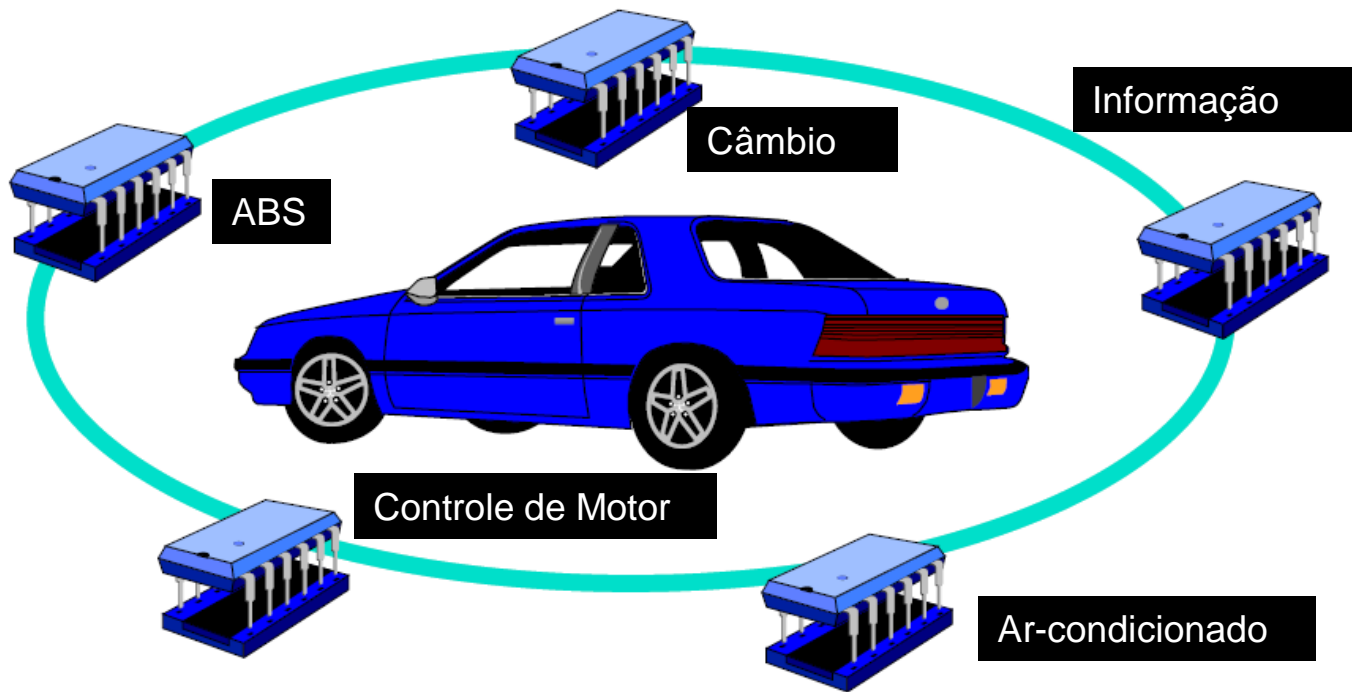 Informação
Câmbio
ABS
Controle de Motor
Ar-condicionado